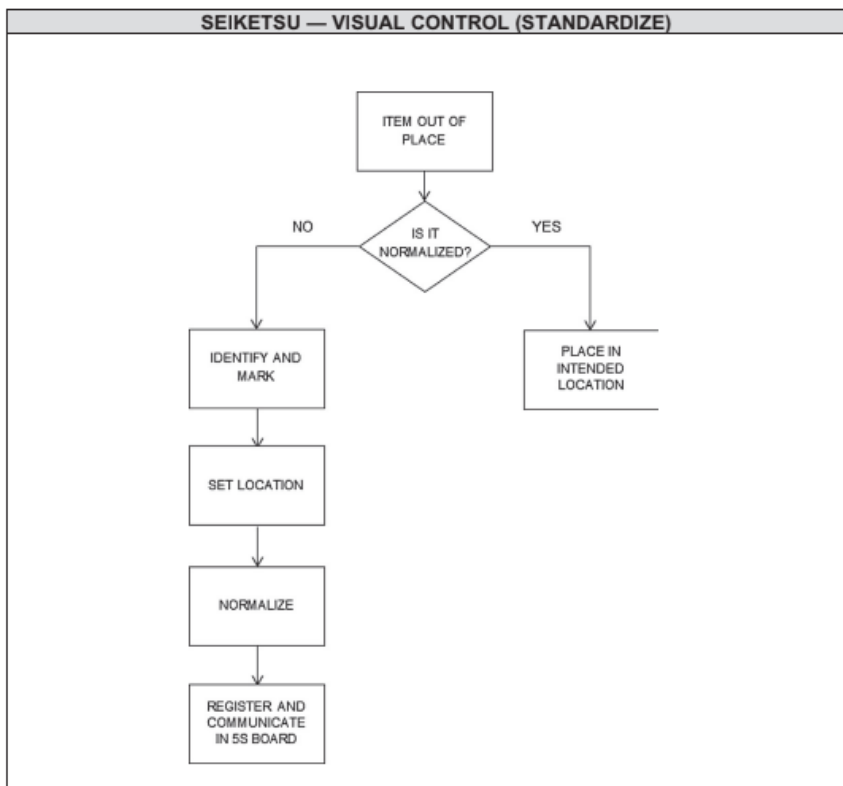 SEIKETSU — VISUAL CONTROL (STANDARDIZE)
ITEM OUT OF
PLACE
NO
IS IT
NORMALIZED?
YES
IDENTIFY AND
MARK
PLACE IN
INTENDED
LOCATION
SET LOCATION
NORMALIZE
REGISTER AND
COMMUNICATE
IN 5S BOARD